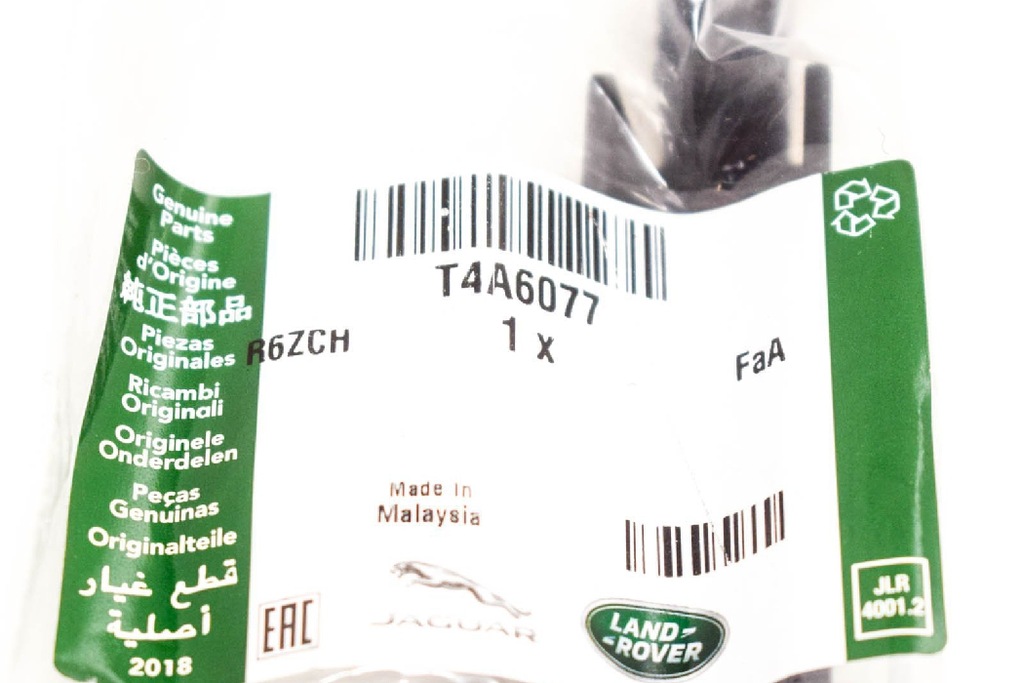 Genuine
Parts
Pièces
d'Origine
純正部品
Piezas
Originales
Ricambi
Originali
Originele
Onderdelen
Peças
Genuinas
Originalteile
قطع غيار
أصلية
2018
T4A6077
1 x
R6ZCH
FaA
Made In
Malaysia
EAC
JAGUAR
LAND-
-ROVER
JLR
4001.2